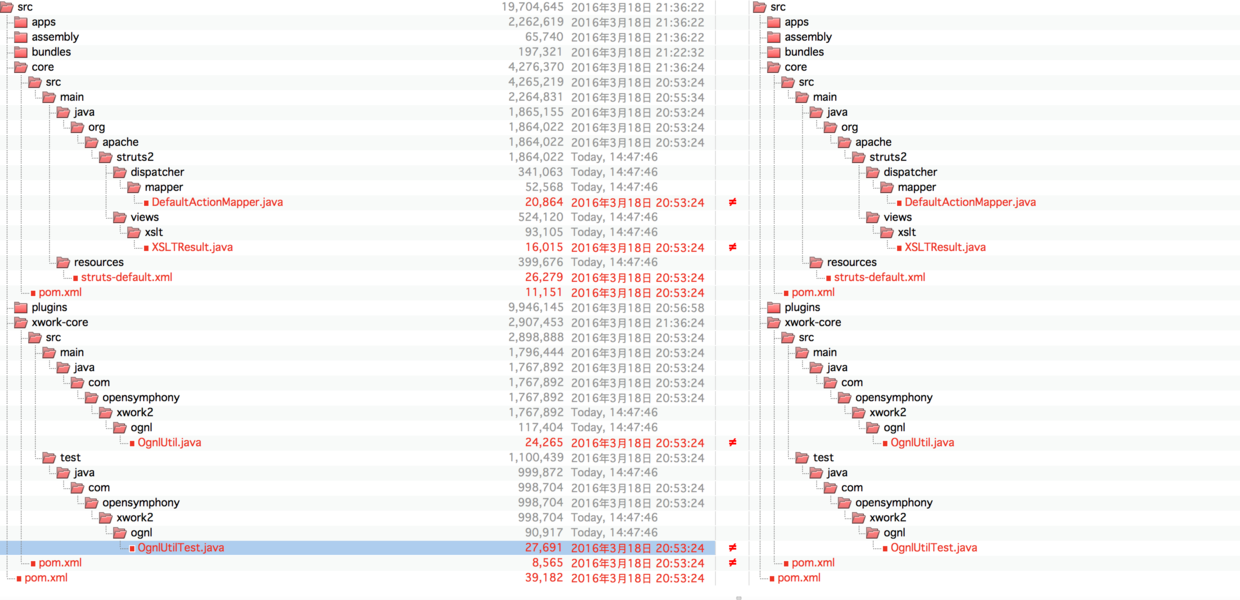 src 19,704,645 2016年3月18日 21:36:22 src
apps 2,262,619 2016年3月18日 21:36:22 apps
assembly 65,740 2016年3月18日 21:36:22 assembly
bundles 197,321 2016年3月18日 21:22:32 bundles
core 4,276,370 2016年3月18日 21:36:24 core
src 4,265,219 2016年3月18日 20:53:24 src
main 2,264,831 2016年3月18日 20:55:34 main
java 1,865,155 2016年3月18日 20:53:24 java
org 1,864,022 2016年3月18日 20:53:24 org
apache 1,864,022 2016年3月18日 20:53:24 apache
struts2 1,864,022 Today, 14:47:46 struts2
dispatcher 341,063 Today, 14:47:46 dispatcher
mapper 52,568 Today, 14:47:46 mapper
DefaultActionMapper.java 20,864 2016年3月18日 20:53:24 ≠ DefaultActionMapper.java
views 524,120 Today, 14:47:46 views
xslt 93,105 Today, 14:47:46 xslt
XSLTResult.java 16,015 2016年3月18日 20:53:24 ≠ XSLTResult.java
resources 399,676 Today, 14:47:46 resources
struts-default.xml 26,279 2016年3月18日 20:53:24 struts-default.xml
pom.xml 11,151 2016年3月18日 20:53:24 pom.xml
plugins 9,946,145 2016年3月18日 20:56:58 plugins
xwork-core 2,907,453 2016年3月18日 21:36:24 xwork-core
src 2,898,888 2016年3月18日 20:53:24 src
main 1,796,444 2016年3月18日 20:53:24 main
java 1,767,892 2016年3月18日 20:53:24 java
com 1,767,892 2016年3月18日 20:53:24 com
opensymphony 1,767,892 2016年3月18日 20:53:24 opensymphony
xwork2 1,767,892 Today, 14:47:46 xwork2
ognl 117,404 Today, 14:47:46 ognl
OgnlUtil.java 24,265 2016年3月18日 20:53:24 ≠ OgnlUtil.java
test 1,100,439 2016年3月18日 20:53:24 test
java 999,872 Today, 14:47:46 java
com 998,704 2016年3月18日 20:53:24 com
opensymphony 998,704 2016年3月18日 20:53:24 opensymphony
xwork2 998,704 Today, 14:47:46 xwork2
ognl 90,917 Today, 14:47:46 ognl
OgnlUtilTest.java 27,691 2016年3月18日 20:53:24 ≠ OgnlUtilTest.java
pom.xml 8,565 2016年3月18日 20:53:24 ≠ pom.xml
pom.xml 39,182 2016年3月18日 20:53:24 pom.xml